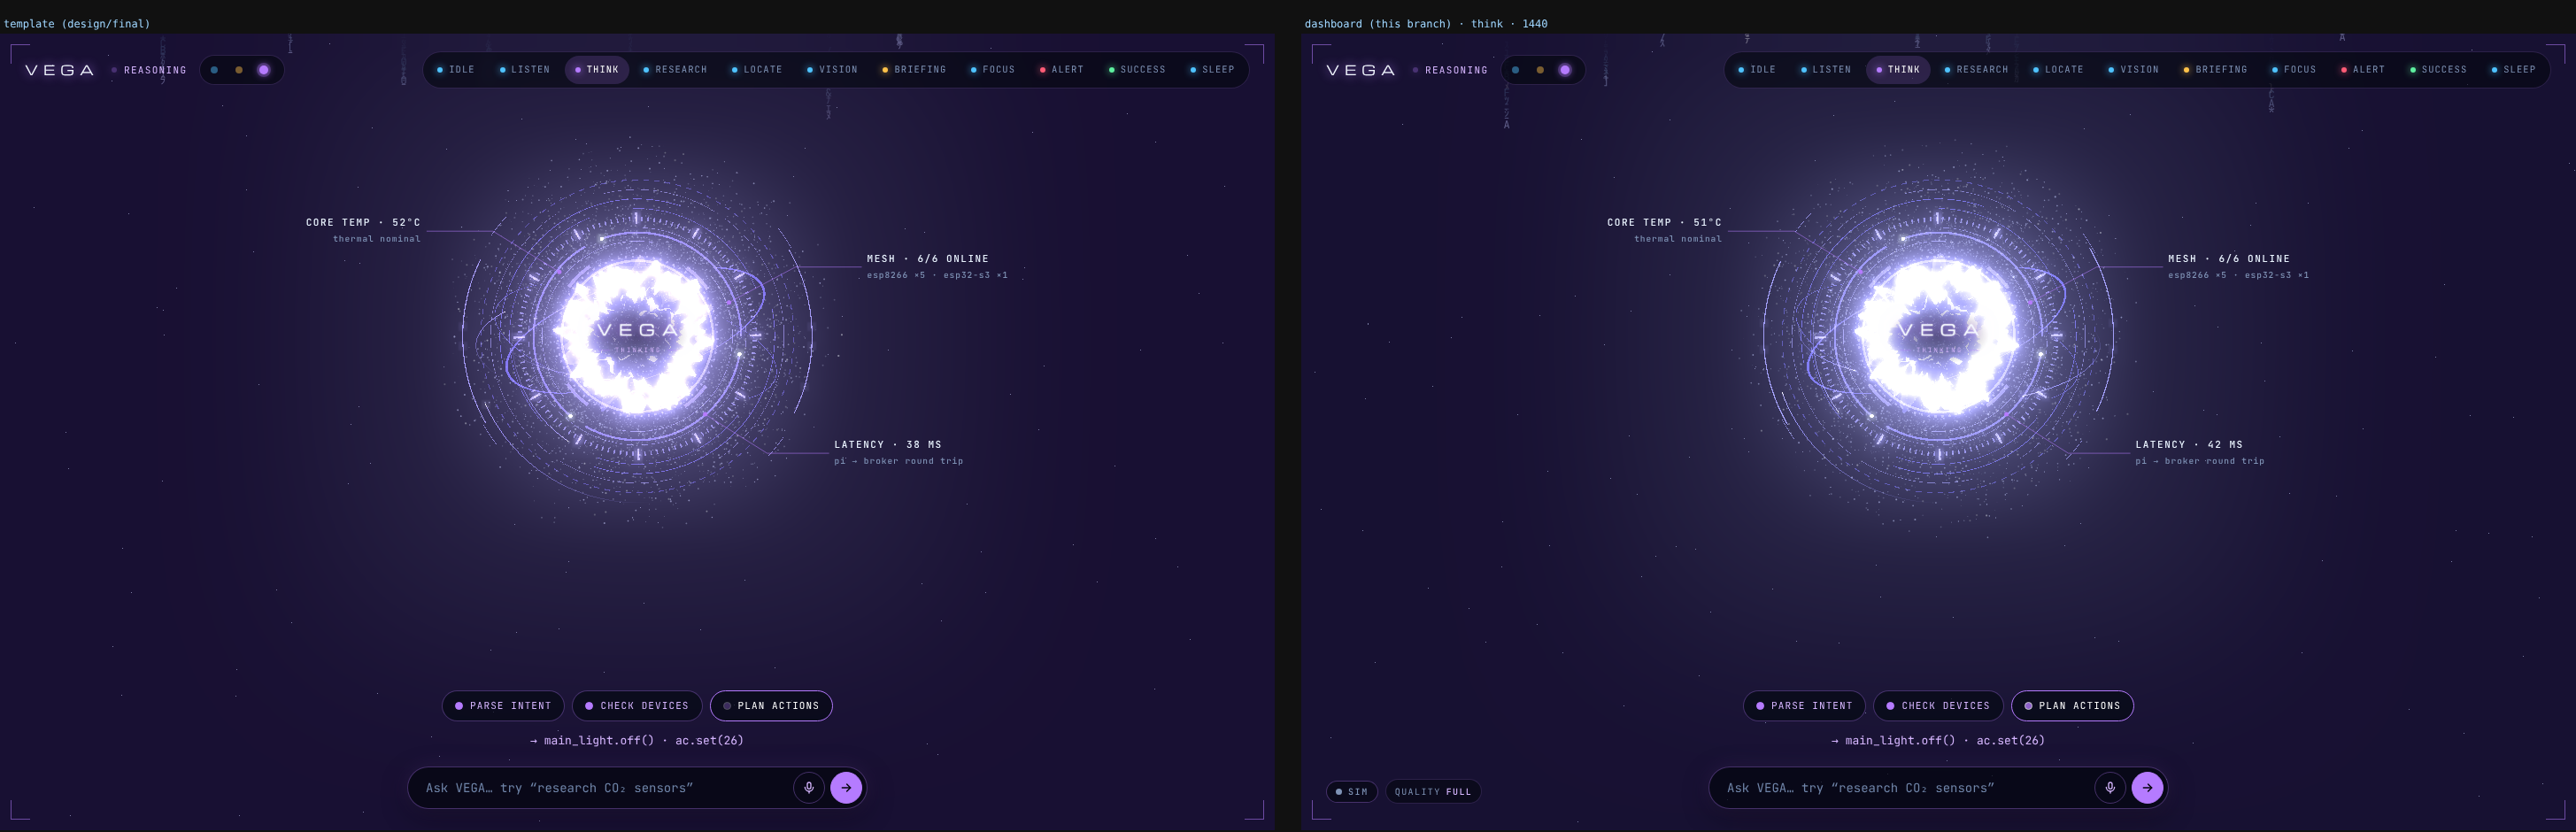 template (design/final)
VEGA REASONING
IDLE LISTEN THINK RESEARCH LOCATE VISION BRIEFING FOCUS ALERT SUCCESS SLEEP
CORE TEMP · 52°C
thermal nominal
MESH · 6/6 ONLINE
esp8266 ×5 · esp32-s3 ×1
VEGA
THINKING
LATENCY · 38 MS
pi → broker round trip
PARSE INTENT CHECK DEVICES PLAN ACTIONS
→ main_light.off() · ac.set(26)
Ask VEGA… try “research CO₂ sensors”
dashboard (this branch) · think · 1440
VEGA REASONING
IDLE LISTEN THINK RESEARCH LOCATE VISION BRIEFING FOCUS ALERT SUCCESS SLEEP
CORE TEMP · 51°C
thermal nominal
MESH · 6/6 ONLINE
esp8266 ×5 · esp32-s3 ×1
VEGA
THINKING
LATENCY · 42 MS
pi → broker round trip
PARSE INTENT CHECK DEVICES PLAN ACTIONS
→ main_light.off() · ac.set(26)
Ask VEGA… try “research CO₂ sensors”
SIM QUALITY FULL